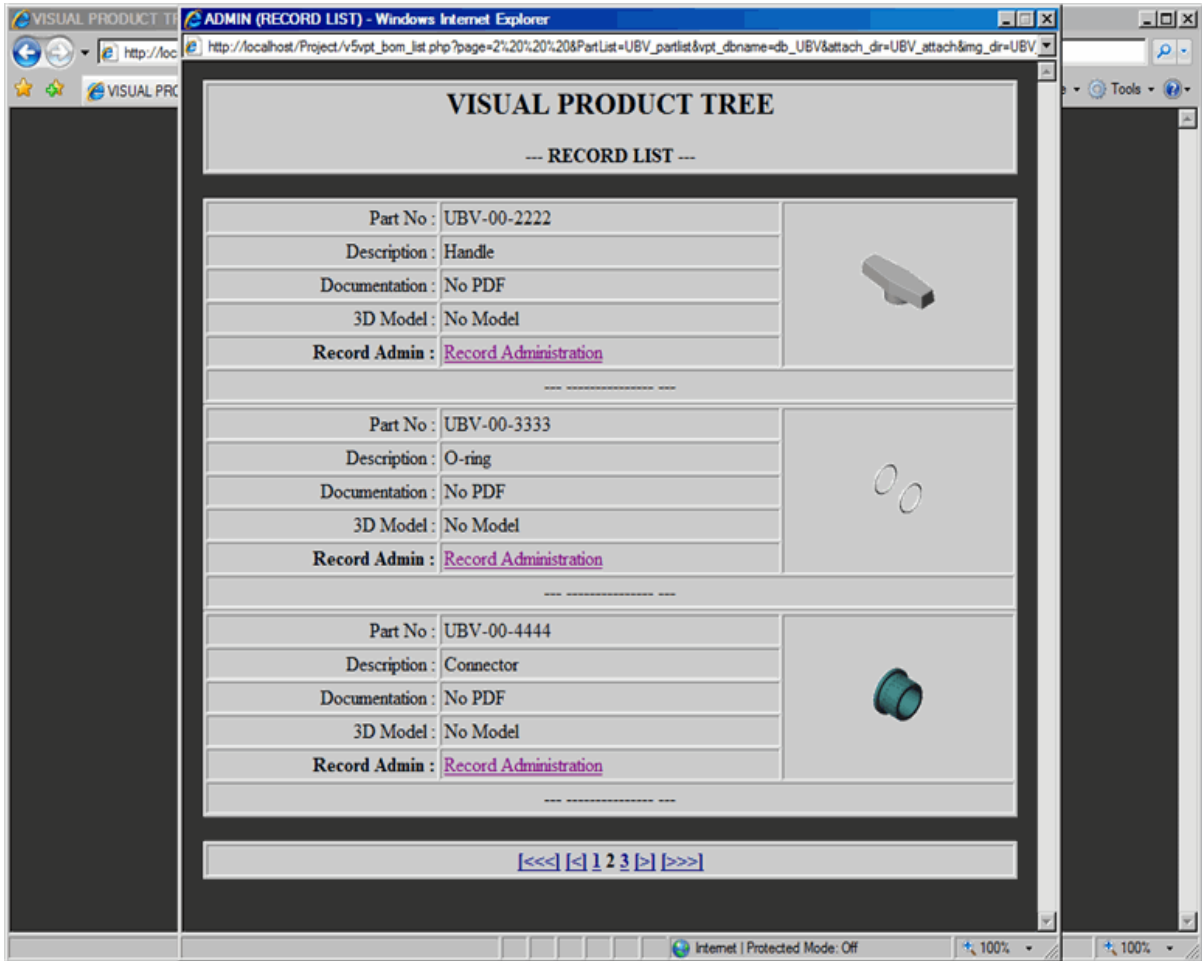 VISUAL PRODUCT TR
ADMIN (RECORD LIST) - Windows Internet Explorer
http://loc
http://localhost/Project/v5vpt_bom_list.php?page=2%20%20%20&PartList=UBV_partlist&vpt_dbname=db_UBV&attach_dir=UBV_attach&img_dir=UBV
VISUAL PRO
Tools
VISUAL PRODUCT TREE
--- RECORD LIST ---
Part No : UBV-00-2222
Description : Handle
Documentation : No PDF
3D Model : No Model
Record Admin : Record Administration
--- --------------- ---
Part No : UBV-00-3333
Description : O-ring
Documentation : No PDF
3D Model : No Model
Record Admin : Record Administration
--- --------------- ---
Part No : UBV-00-4444
Description : Connector
Documentation : No PDF
3D Model : No Model
Record Admin : Record Administration
--- --------------- ---
[<<<] [<] 1 2 3 [>] [>>>]
Internet | Protected Mode: Off
100%
100%